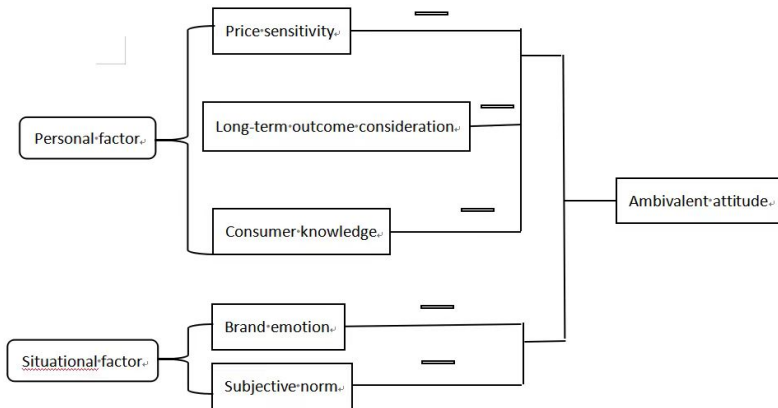 Price sensitivity
Long-term outcome consideration
Personal factor
Consumer knowledge
Ambivalent attitude
Brand emotion
Situational factor
Subjective norm